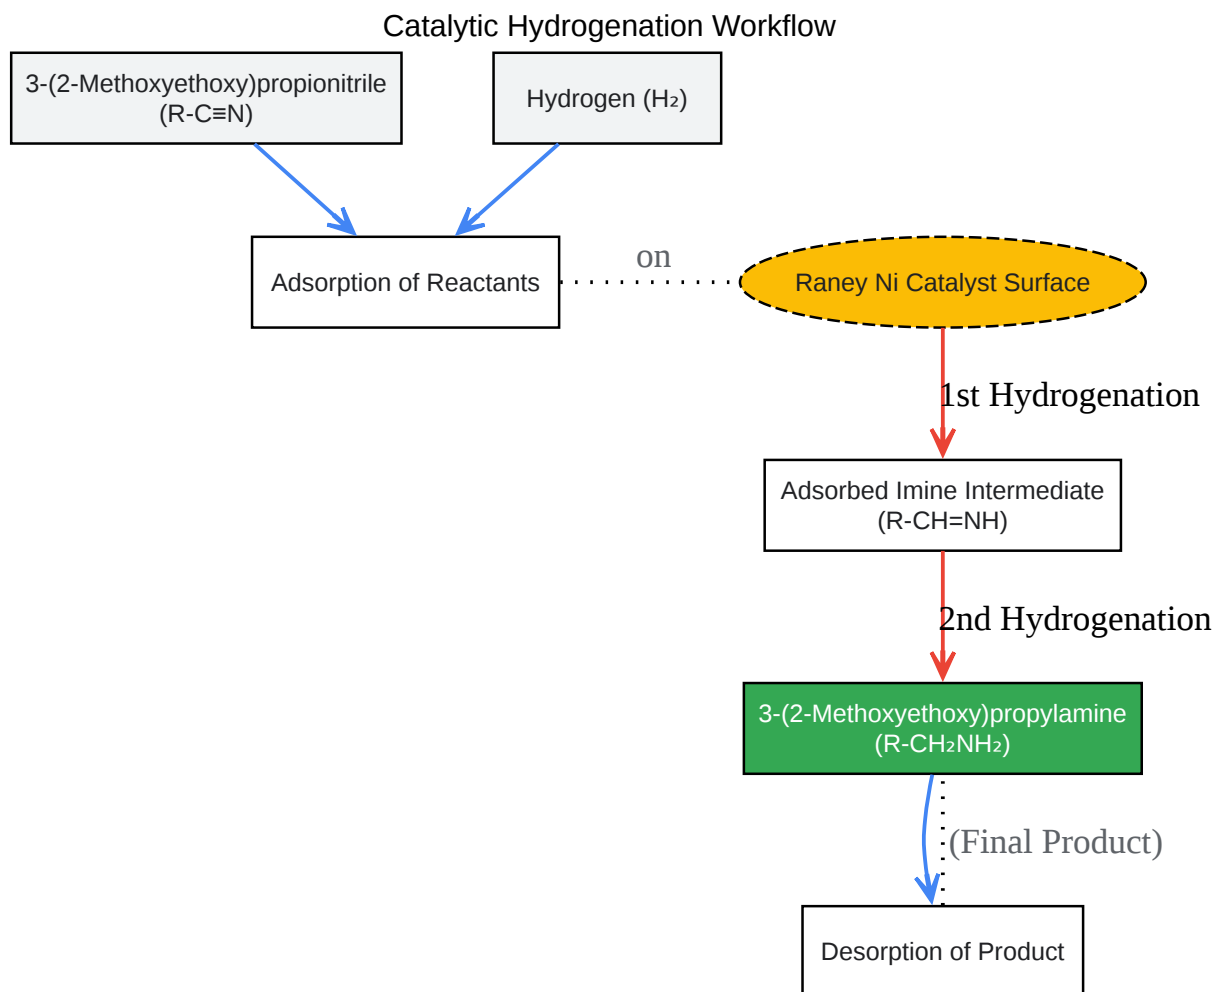 Catalytic Hydrogenation Workflow
3-(2-Methoxyethoxy)propionitrile
(R-C≡N)
Hydrogen (H₂)
Adsorption of Reactants
on
Raney Ni Catalyst Surface
1st Hydrogenation
Adsorbed Imine Intermediate
(R-CH=NH)
2nd Hydrogenation
3-(2-Methoxyethoxy)propylamine
(R-CH₂NH₂)
(Final Product)
Desorption of Product